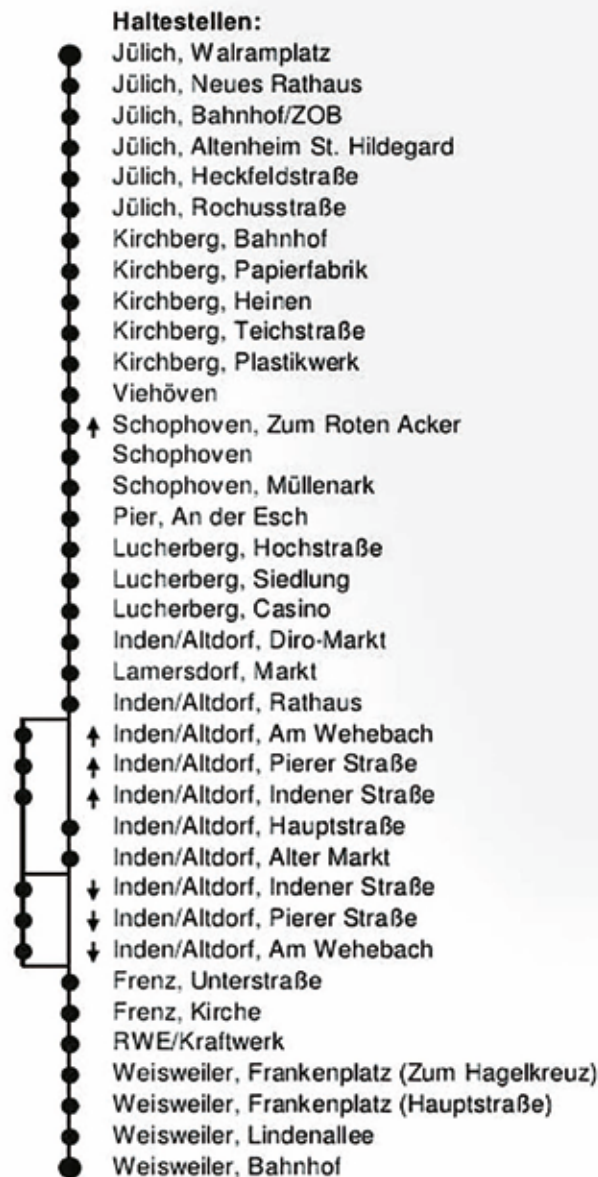 Haltestellen:
Jülich, Walramplatz
Jülich, Neues Rathaus
Jülich, Bahnhof/ZOB
Jülich, Altenheim St. Hildegard
Jülich, Heckfeldstraße
Jülich, Rochusstraße
Kirchberg, Bahnhof
Kirchberg, Papierfabrik
Kirchberg, Heinen
Kirchberg, Teichstraße
Kirchberg, Plastikwerk
Viehöven
Schophoven, Zum Roten Acker
Schophoven
Schophoven, Müllenark
Pier, An der Esch
Lucherberg, Hochstraße
Lucherberg, Siedlung
Lucherberg, Casino
Inden/Altdorf, Diro-Markt
Lamersdorf, Markt
Inden/Altdorf, Rathaus
Inden/Altdorf, Am Wehebach
Inden/Altdorf, Pierer Straße
Inden/Altdorf, Indener Straße
Inden/Altdorf, Hauptstraße
Inden/Altdorf, Alter Markt
Inden/Altdorf, Indener Straße
Inden/Altdorf, Pierer Straße
Inden/Altdorf, Am Wehebach
Frenz, Unterstraße
Frenz, Kirche
RWE/Kraftwerk
Weisweiler, Frankenplatz (Zum Hagelkreuz)
Weisweiler, Frankenplatz (Hauptstraße)
Weisweiler, Lindenallee
Weisweiler, Bahnhof